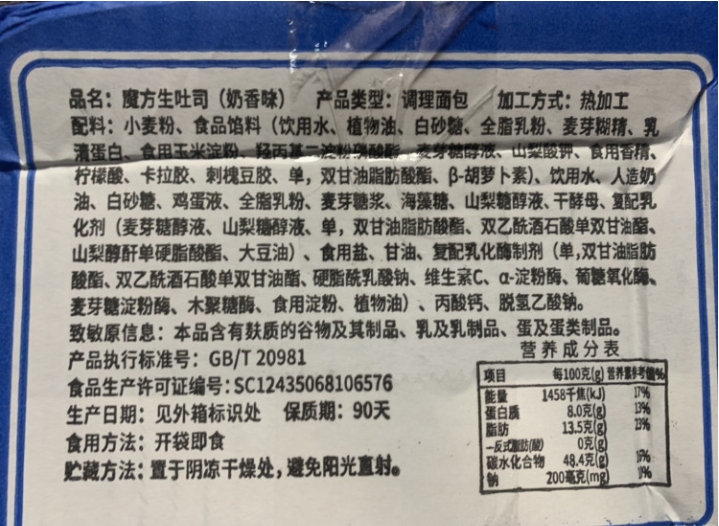 品名：魔方生吐司（奶香味） 产品类型：调理面包 加工方式：热加工
配料：小麦粉、食品馅料（饮用水、植物油、白砂糖、全脂乳粉、麦芽糊精、乳
清蛋白、食用玉米淀粉、羟丙基二淀粉磷酸酯、麦芽糖醇液、山梨酸钾、食用香精、
柠檬酸、卡拉胶、刺槐豆胶、单，双甘油脂肪酸酯、β-胡萝卜素）、饮用水、人造奶
油、白砂糖、鸡蛋液、全脂乳粉、麦芽糖浆、海藻糖、山梨糖醇液、干酵母、复配乳
化剂（麦芽糖醇液、山梨糖醇液、单，双甘油脂肪酸酯、双乙酰酒石酸单双甘油酯、
山梨醇酐单硬脂酸酯、大豆油）、食用盐、甘油、复配乳化酶制剂（单,双甘油脂肪
酸酯、双乙酰酒石酸单双甘油酯、硬脂酰乳酸钠、维生素C、α-淀粉酶、葡糖氧化酶、
麦芽糖淀粉酶、木聚糖酶、食用淀粉、植物油）、丙酸钙、脱氢乙酸钠。
致敏原信息：本品含有麸质的谷物及其制品、乳及乳制品、蛋及蛋类制品。
产品执行标准号：GB/T 20981
食品生产许可证编号：SC12435068106576
生产日期：见外箱标识处 保质期：90天
食用方法：开袋即食
贮藏方法：置于阴凉干燥处，避免阳光直射。
营养成分表
项目 每100克(g) 营养素参考值%
能量 1458千焦(kJ) 17%
蛋白质 8.0克(g) 13%
脂肪 13.5克(g) 23%
-反式脂肪(酸) 0克(g)
碳水化合物 48.4克(g) 16%
钠 200毫克(mg)